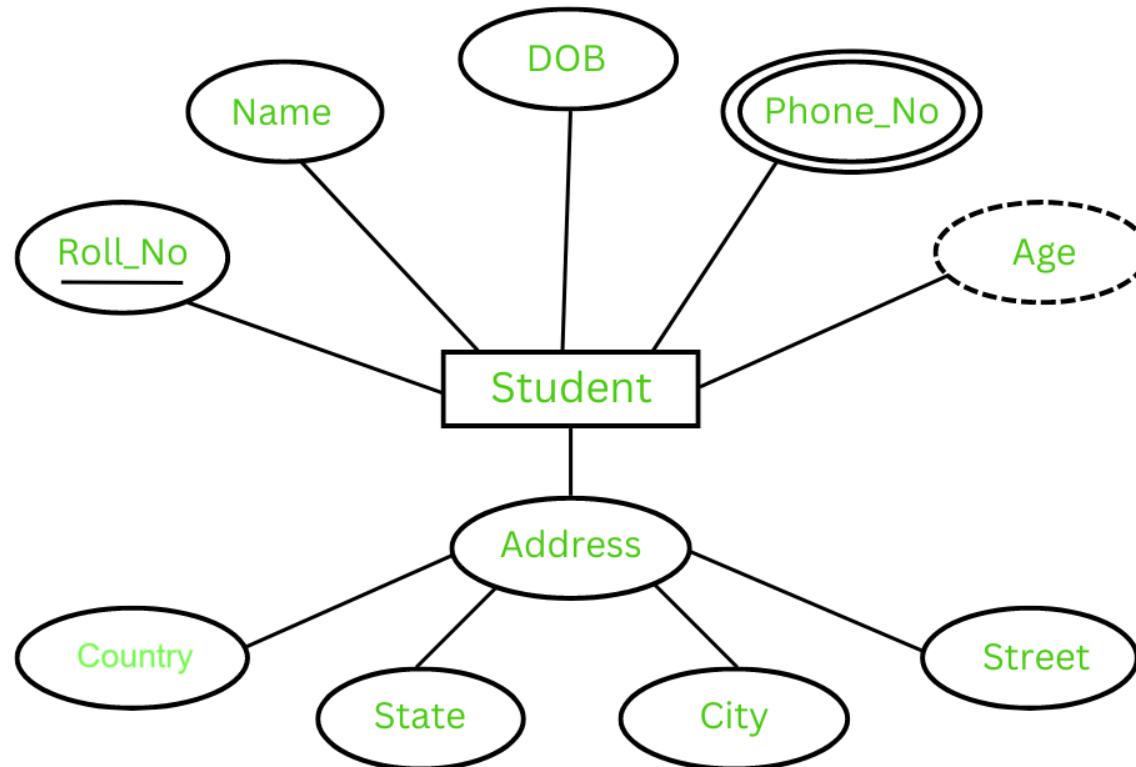 DOB
Name
Phone_No
Roll_No
Age
Student
Address
Country
Street
State
City